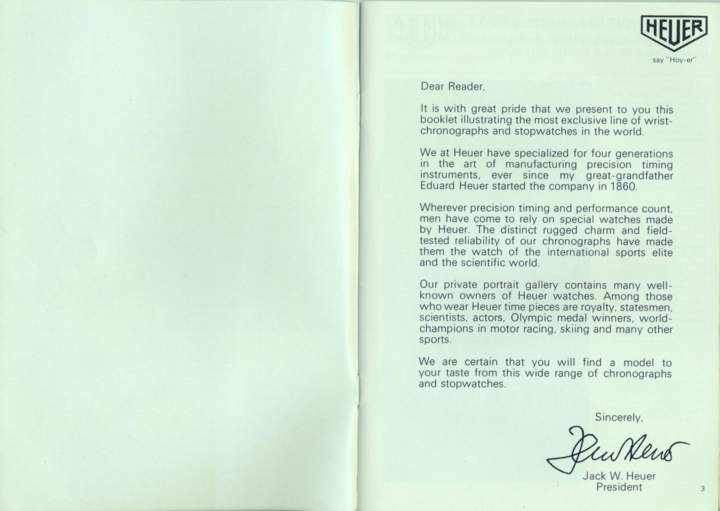 HEUER
say "Hoy-er"
Dear Reader,
It is with great pride that we present to you this
booklet illustrating the most exclusive line of wrist-
chronographs and stopwatches in the world.
We at Heuer have specialized for four generations
in the art of manufacturing precision timing
instruments, ever since my great-grandfather
Eduard Heuer started the company in 1860.
Wherever precision timing and performance count,
men have come to rely on special watches made
by Heuer. The distinct rugged charm and field-
tested reliability of our chronographs have made
them the watch of the international sports elite
and the scientific world.
Our private portrait gallery contains many well-
known owners of Heuer watches. Among those
who wear Heuer time pieces are royalty, statesmen,
scientists, actors, Olympic medal winners, world-
champions in motor racing, skiing and many other
sports.
We are certain that you will find a model to
your taste from this wide range of chronographs
and stopwatches.
Sincerely,
Jack W. Heuer
President
3